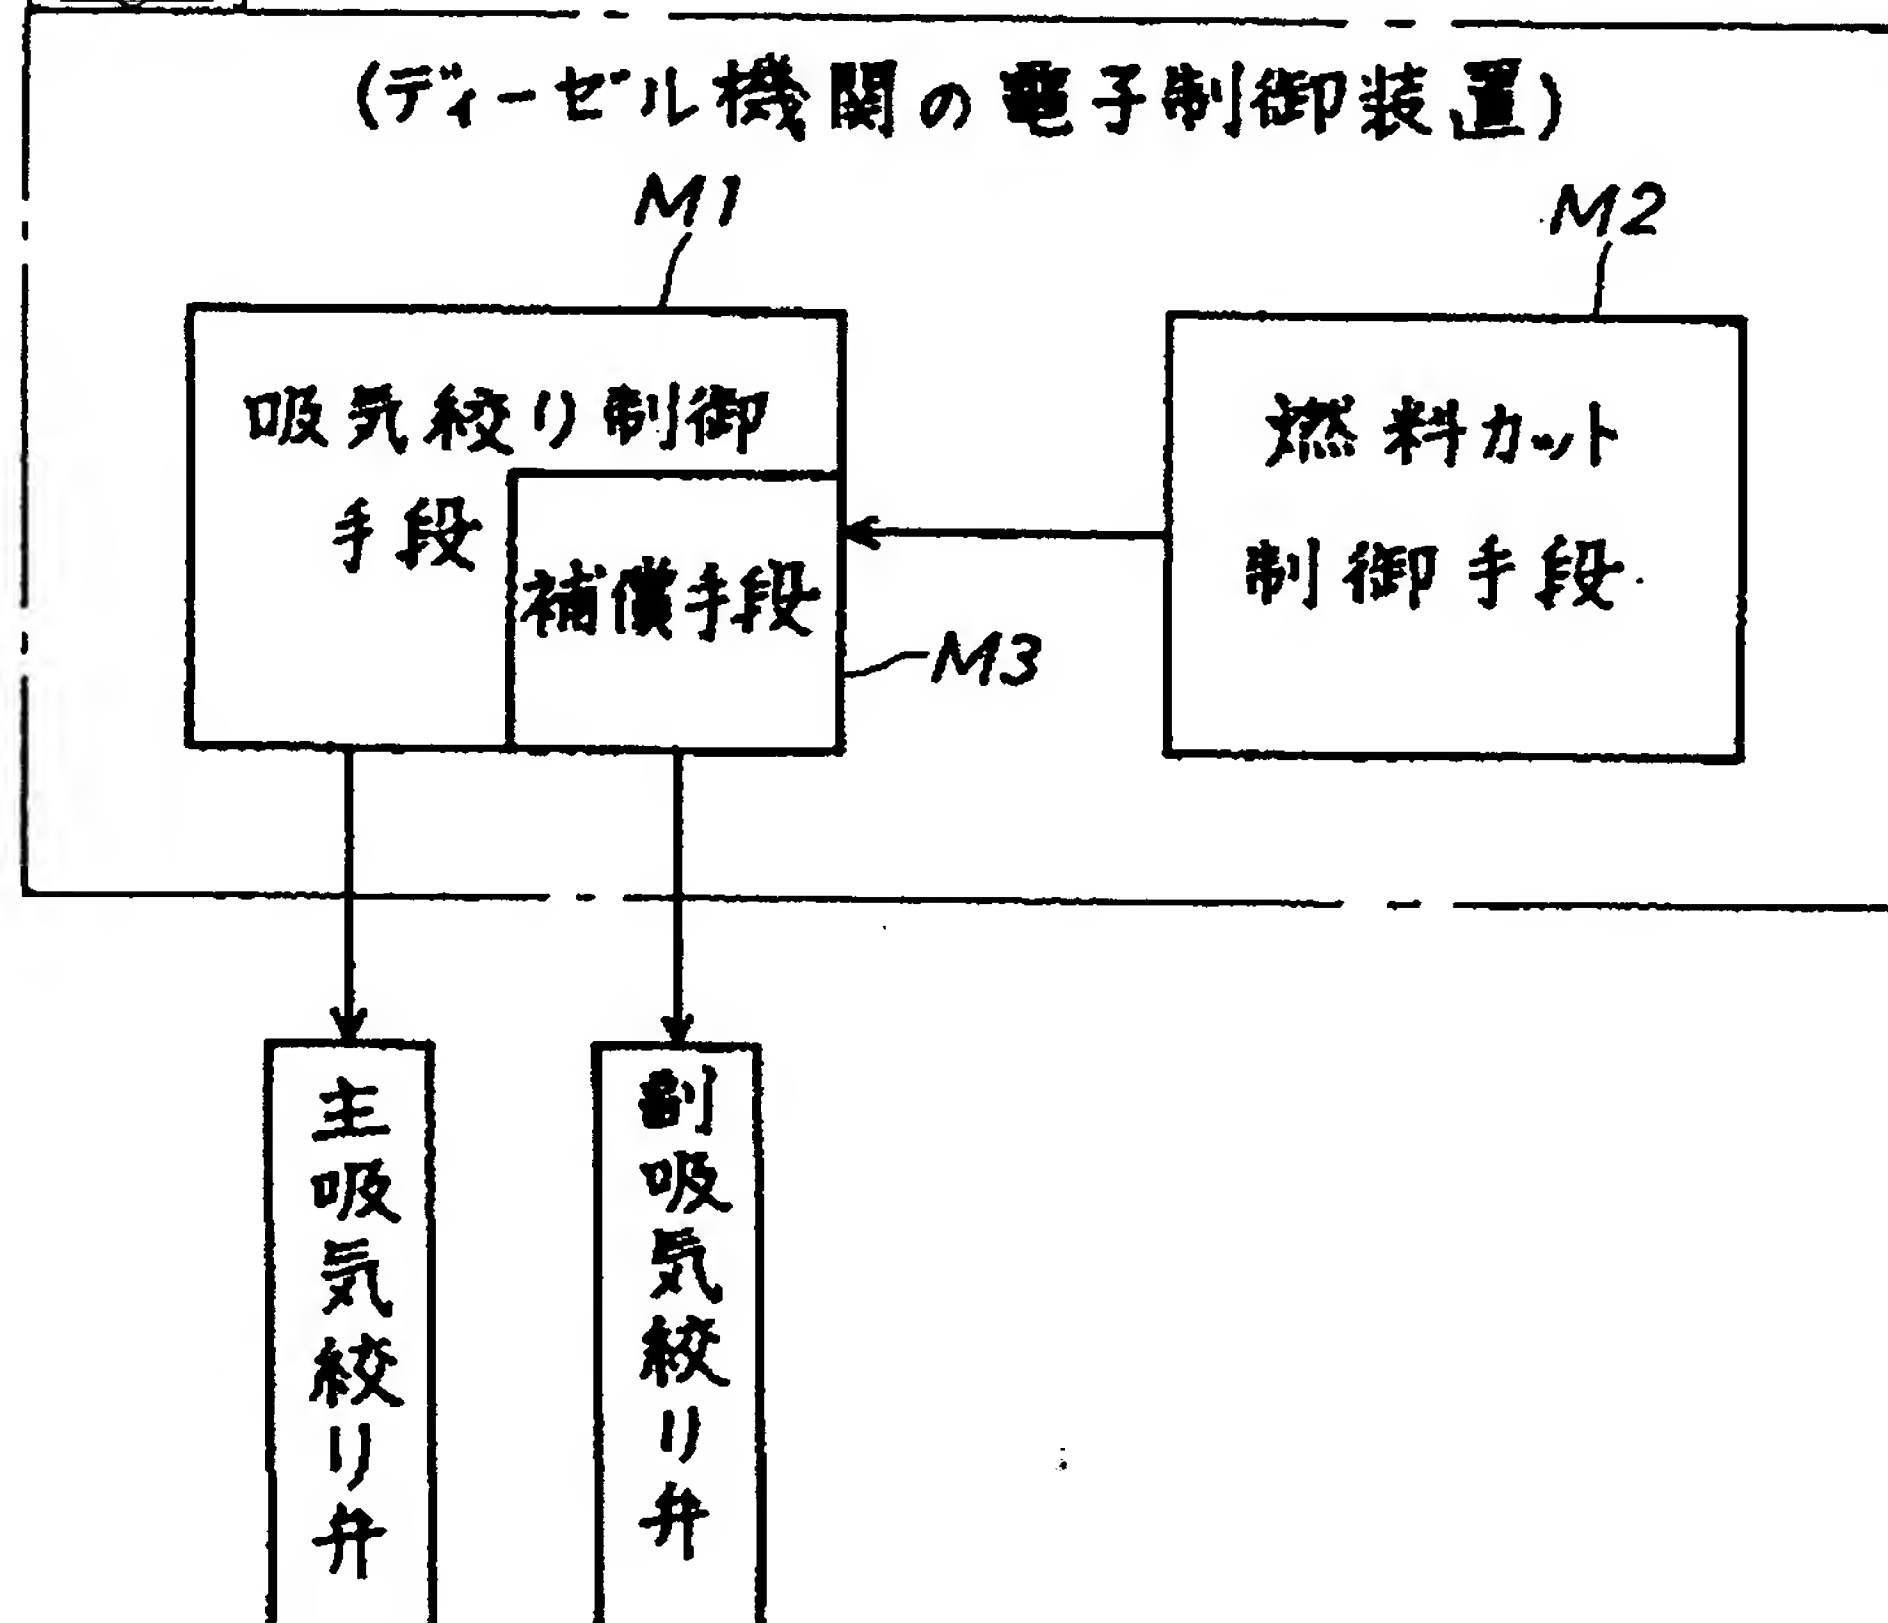 (ディーゼル機関の電子制御装置)
M1
M2
吸気絞り制御
手段
補償手段
燃料カット
制御手段
M3
主吸気絞り弁
副吸気絞り弁